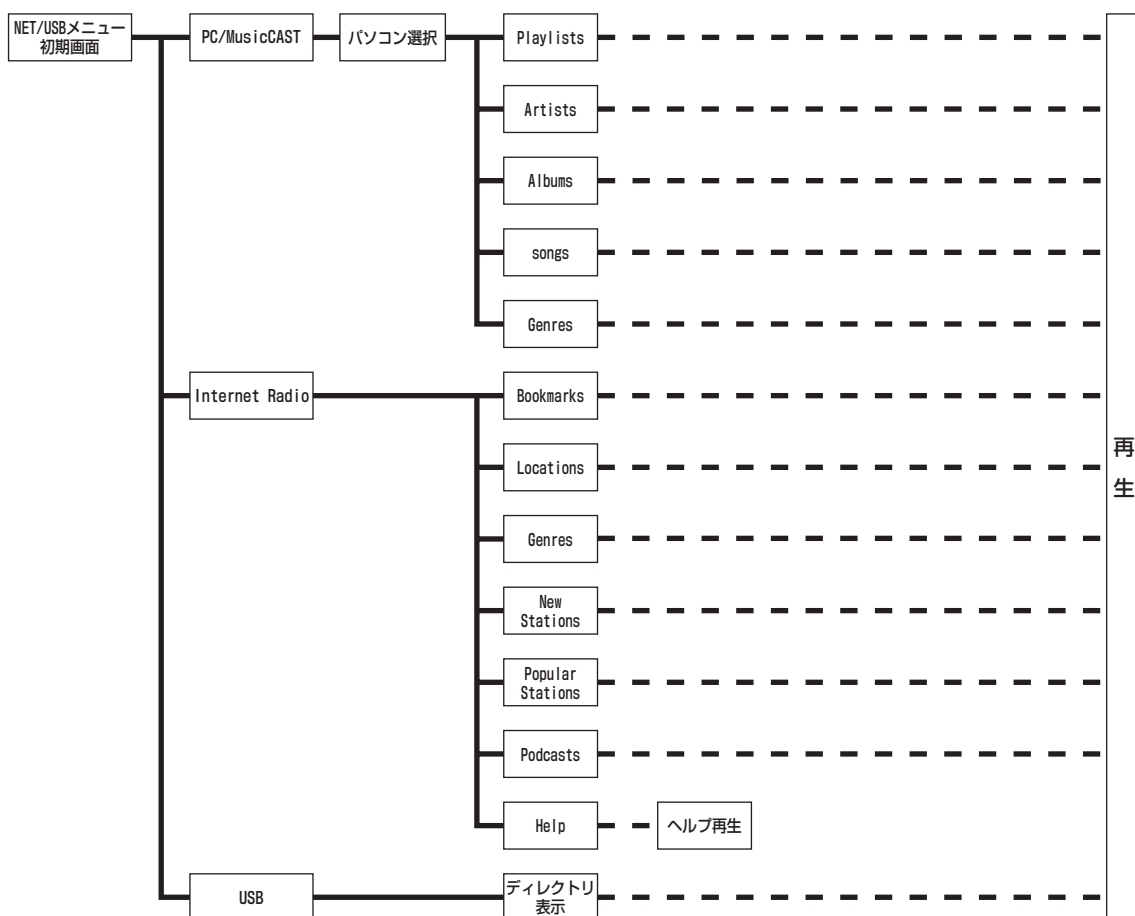 NET/USBメニュー
初期画面
PC/MusicCAST
パソコン選択
Playlists
Artists
Albums
songs
Genres
Internet Radio
Bookmarks
Locations
Genres
New
Stations
Popular
Stations
Podcasts
Help
ヘルプ再生
USB
ディレクトリ
表示
再
生